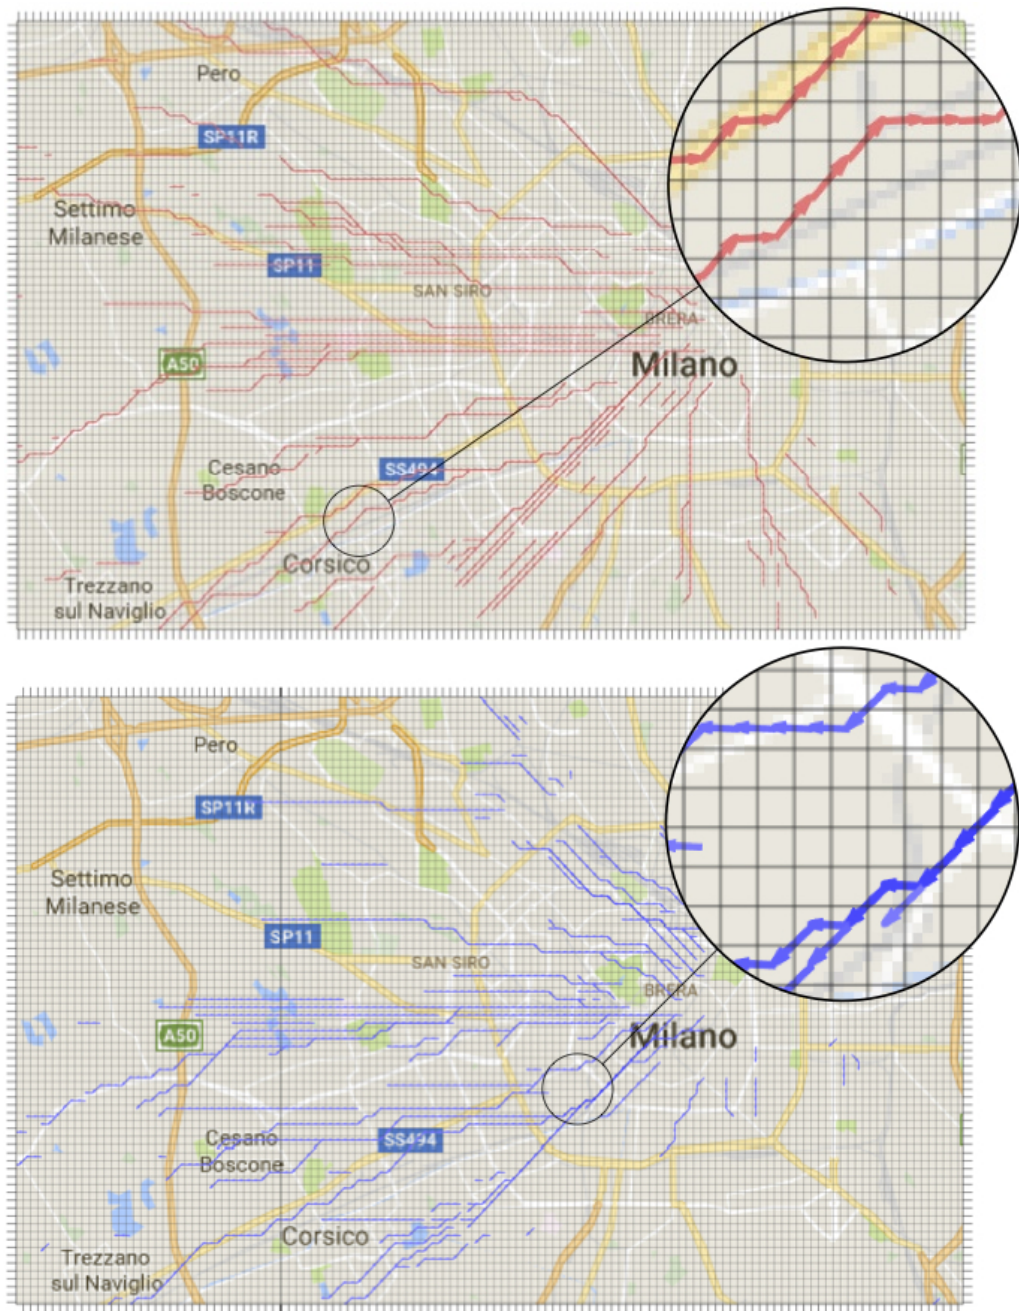 Pero
SP11R
Settimo
Milanese
SP11
SAN SIRO
BRERA
A50
Milano
Cesano
Boscone
SS494
Corsico
Trezzano
sul Naviglio
Pero
SP11R
Settimo
Milanese
SP11
SAN SIRO
BRERA
A50
Milano
Cesano
Boscone
SS494
Corsico
Trezzano
sul Naviglio